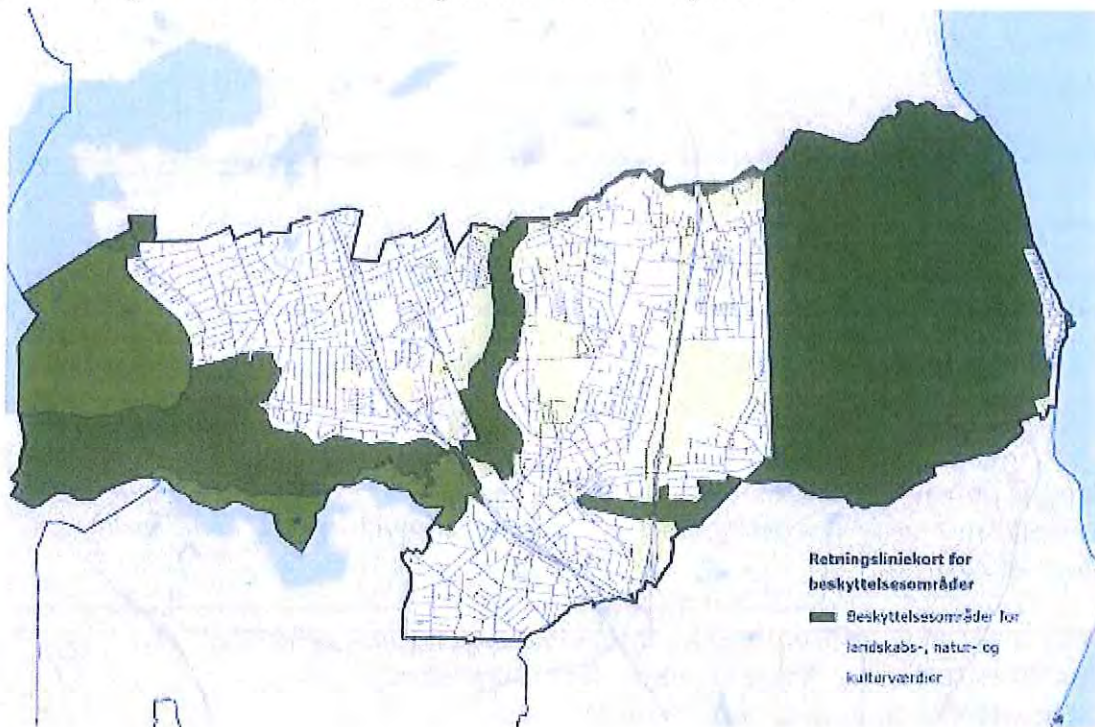 Retningsliniekort for
beskyttelsesområder
Beskyttelsesområder for
landskabs-, natur- og
kulturværdier